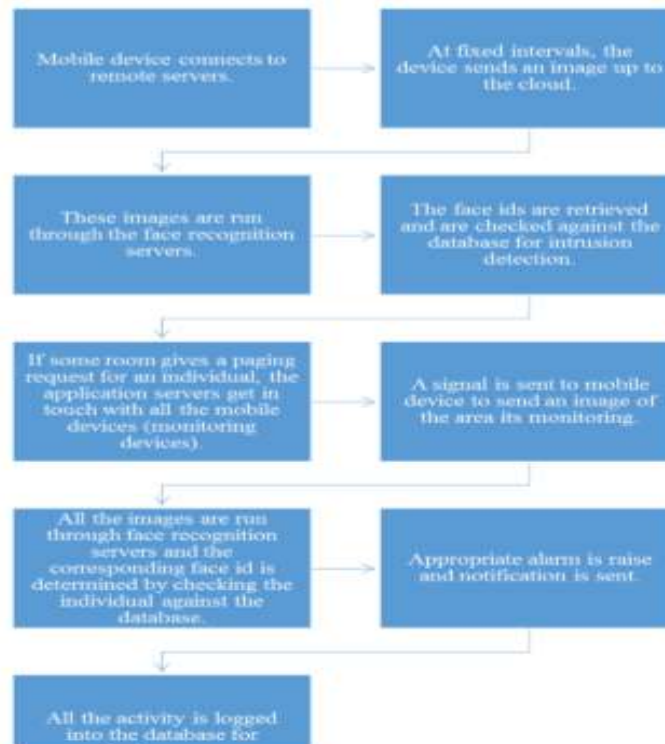 Mobile device connects to
remote servers.
At fixed intervals, the
device sends an image up to
the cloud.
These images are run
through the face recognition
servers.
The face ids are retrieved
and are checked against the
database for intrusion
detection.
If some room gives a paging
request for an individual, the
application servers get in
touch with all the mobile
devices (monitoring
devices).
A signal is sent to mobile
device to send an image of
the area its monitoring.
All the images are run
through face recognition
servers and the
corresponding face id is
determined by checking the
individual against the
database.
Appropriate alarm is raise
and notification is sent.
All the activity is logged
into the database for